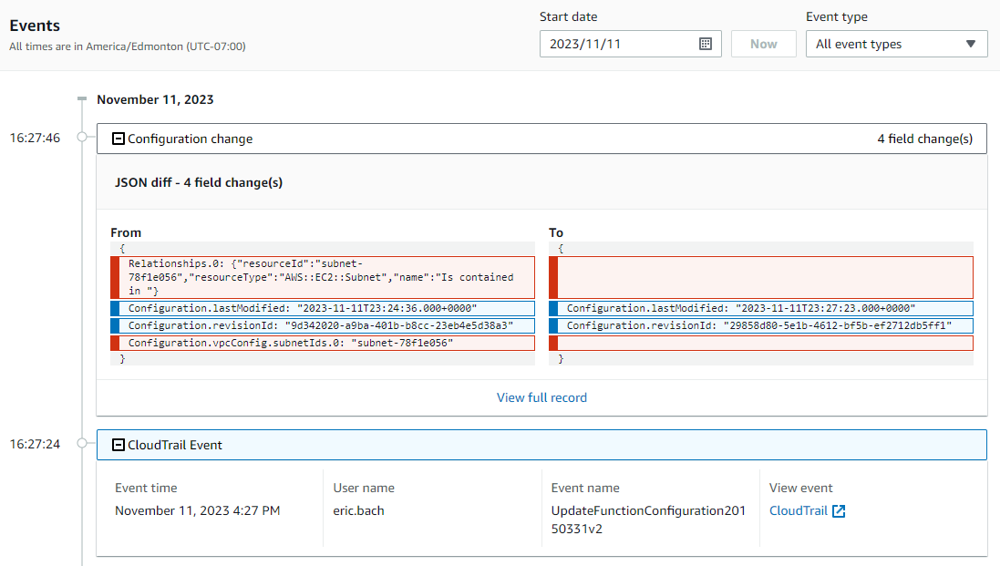 Events
All times are in America/Edmonton (UTC-07:00)
Start date
2023/11/11
Now
Event type
All event types
November 11, 2023
16:27:46
Configuration change
4 field change(s)
JSON diff - 4 field change(s)
From
{
Relationships.0: {"resourceId":"subnet-
78f1e056","resourceType":"AWS::EC2::Subnet","name":"Is contained
in "}
Configuration.lastModified: "2023-11-11T23:24:36.000+0000"
Configuration.revisionId: "9d342020-a9ba-401b-b8cc-23eb4e5d38a3"
Configuration.vpcConfig.subnetIds.0: "subnet-78f1e056"
}
To
{
Configuration.lastModified: "2023-11-11T23:27:23.000+0000"
Configuration.revisionId: "29858d80-5e1b-4612-bf5b-ef2712db5ff1"
}
View full record
16:27:24
CloudTrail Event
Event time
November 11, 2023 4:27 PM
User name
eric.bach
Event name
UpdateFunctionConfiguration201
50331v2
View event
CloudTrail